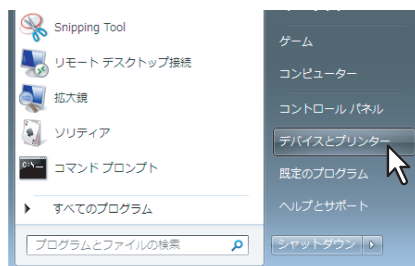 Snipping Tool
リモート デスクトップ接続
拡大鏡
ソリティア
コマンド プロンプト
すべてのプログラム
プログラムとファイルの検索
ゲーム
コンピューター
コントロール パネル
デバイスとプリンター
既定のプログラム
ヘルプとサポート
シャットダウン